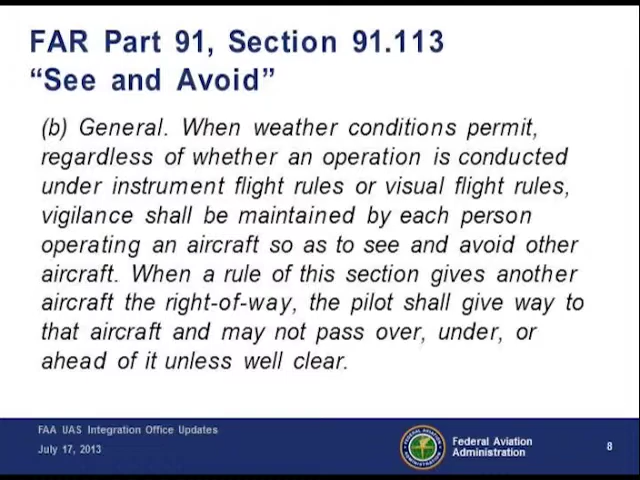 FAR Part 91, Section 91.113
“See and Avoid”
(b) General. When weather conditions permit,
regardless of whether an operation is conducted
under instrument flight rules or visual flight rules,
vigilance shall be maintained by each person
operating an aircraft so as to see and avoid other
aircraft. When a rule of this section gives another
aircraft the right-of-way, the pilot shall give way to
that aircraft and may not pass over, under, or
ahead of it unless well clear.
FAA UAS Integration Office Updates
July 17, 2013
Federal Aviation
Administration
8